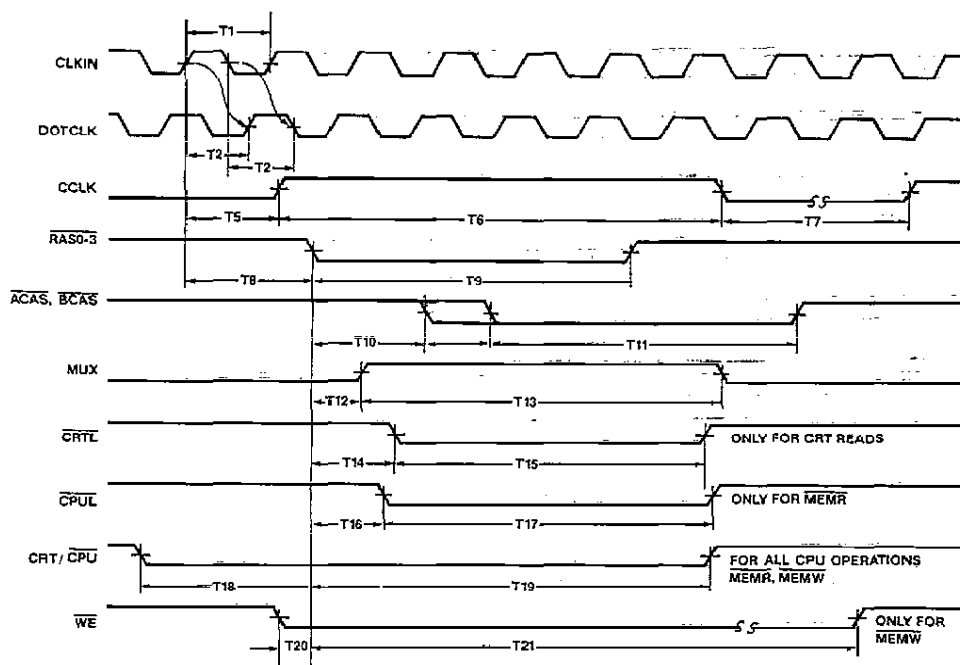 T1
CLKIN
DOTCLK
T2
T2
CCLK
T5
T6
T7
RAS0-3
T8
T9
ACAS, BCAS
T10
T11
MUX
T12
T13
CRTL
ONLY FOR CRT READS
T14
T15
CPUL
ONLY FOR MEMR
T16
T17
CRT/CPU
FOR ALL CPU OPERATIONS
MEMR, MEMW
T18
T19
WE
ONLY FOR
MEMW
T20
T21